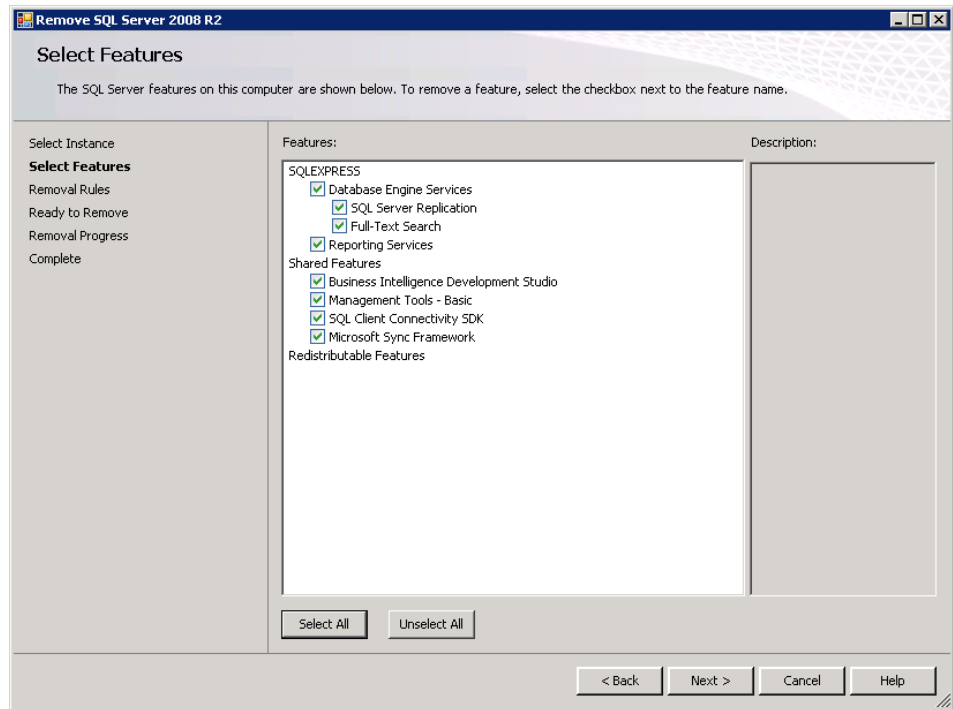 Remove SQL Server 2008 R2
Select Features
The SQL Server features on this computer are shown below. To remove a feature, select the checkbox next to the feature name.
Select Instance
Select Features
Removal Rules
Ready to Remove
Removal Progress
Complete
Features:
SQLEXPRESS
Database Engine Services
SQL Server Replication
Full-Text Search
Reporting Services
Shared Features
Business Intelligence Development Studio
Management Tools - Basic
SQL Client Connectivity SDK
Microsoft Sync Framework
Redistributable Features
Description:
Select All
Unselect All
< Back
Next >
Cancel
Help